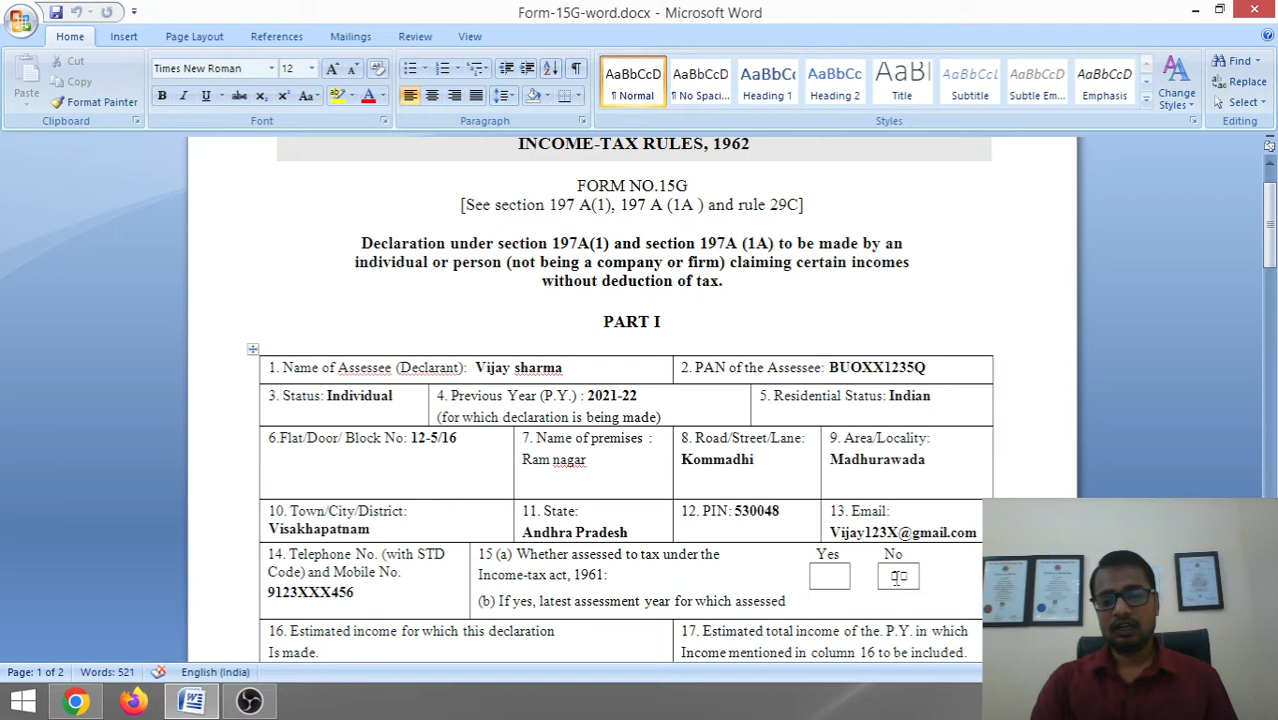 Form-15G-word.docx - Microsoft Word
Home Insert Page Layout References Mailings Review View
Cut
Copy
Format Painter
Paste
Clipboard
Times New Roman 12
Font
Paragraph
AaBbCcD AaBbCcD AaBbCc AaBbCc AaBl AaBbCcD AaBbCcD AaBbCcD
¶ Normal ¶ No Spaci... Heading 1 Heading 2 Title Subtitle Subtle Em... Emphasis
Styles
Change
Styles
Find
Replace
Select
Editing
INCOME-TAX RULES, 1962
FORM NO.15G
[See section 197 A(1), 197 A (1A ) and rule 29C]
Declaration under section 197A(1) and section 197A (1A) to be made by an
individual or person (not being a company or firm) claiming certain incomes
without deduction of tax.
PART I
1. Name of Assessee (Declarant): Vijay sharma
2. PAN of the Assessee: BUOXX1235Q
3. Status: Individual
4. Previous Year (P.Y.) : 2021-22
(for which declaration is being made)
5. Residential Status: Indian
6.Flat/Door/ Block No: 12-5/16
7. Name of premises :
Ram nagar
8. Road/Street/Lane:
Kommadhi
9. Area/Locality:
Madhurawada
10. Town/City/District:
Visakhapatnam
11. State:
Andhra Pradesh
12. PIN: 530048
13. Email:
Vijay123X@gmail.com
14. Telephone No. (with STD
Code) and Mobile No.
9123XXX456
15 (a) Whether assessed to tax under the
Income-tax act, 1961:
Yes No
(b) If yes, latest assessment year for which assessed
16. Estimated income for which this declaration
Is made.
17. Estimated total income of the. P.Y. in which
Income mentioned in column 16 to be included.
Page: 1 of 2 Words: 521 English (India)